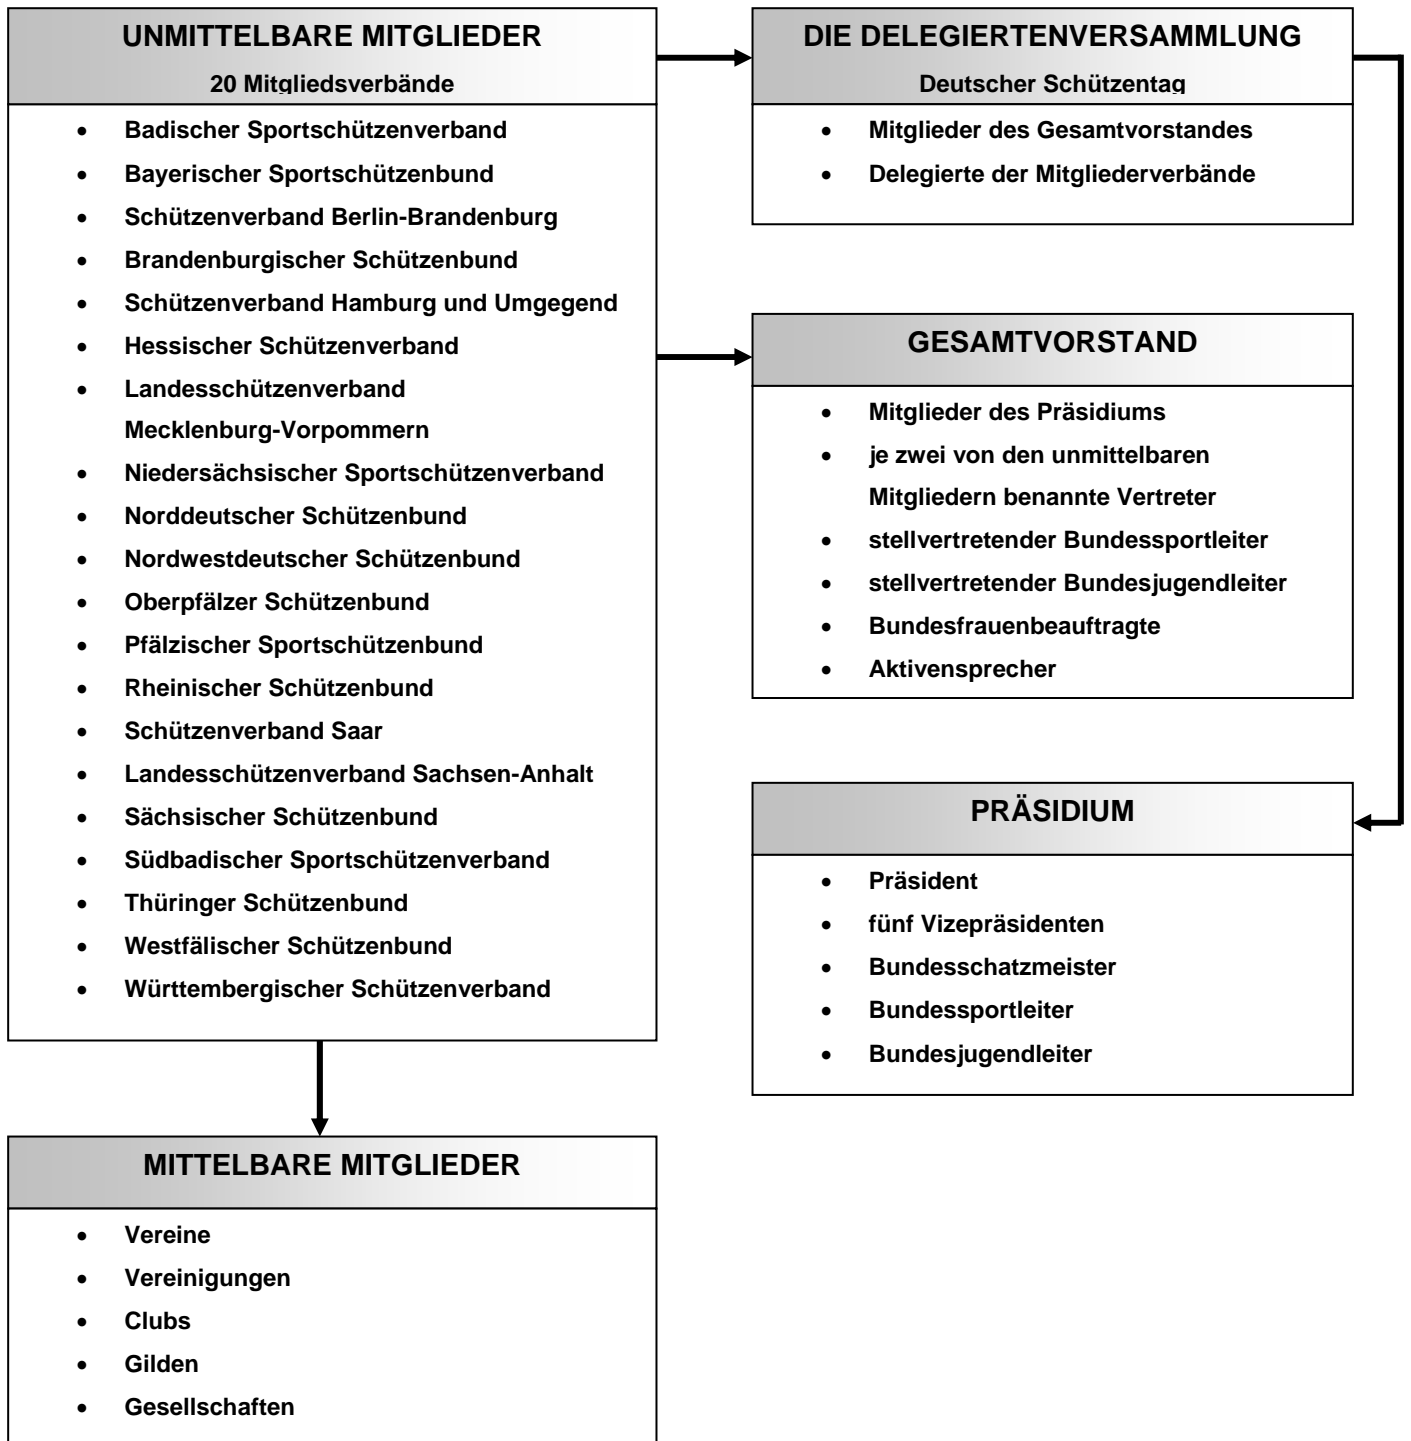 UNMITTELBARE MITGLIEDER
20 Mitgliedsverbände
• Badischer Sportschützenverband
• Bayerischer Sportschützenbund
• Schützenverband Berlin-Brandenburg
• Brandenburgischer Schützenbund
• Schützenverband Hamburg und Umgegend
• Hessischer Schützenverband
• Landesschützenverband
Mecklenburg-Vorpommern
• Niedersächsischer Sportschützenverband
• Norddeutscher Schützenbund
• Nordwestdeutscher Schützenbund
• Oberpfälzer Schützenbund
• Pfälzischer Sportschützenbund
• Rheinischer Schützenbund
• Schützenverband Saar
• Landesschützenverband Sachsen-Anhalt
• Sächsischer Schützenbund
• Südbadischer Sportschützenverband
• Thüringer Schützenbund
• Westfälischer Schützenbund
• Württembergischer Schützenverband
MITTELBARE MITGLIEDER
• Vereine
• Vereinigungen
• Clubs
• Gilden
• Gesellschaften
DIE DELEGIERTENVERSAMMLUNG
Deutscher Schützentag
• Mitglieder des Gesamtvorstandes
• Delegierte der Mitgliederverbände
GESAMTVORSTAND
• Mitglieder des Präsidiums
• je zwei von den unmittelbaren
Mitgliedern benannte Vertreter
• stellvertretender Bundessportleiter
• stellvertretender Bundesjugendleiter
• Bundesfrauenbeauftragte
• Aktivensprecher
PRÄSIDIUM
• Präsident
• fünf Vizepräsidenten
• Bundesschatzmeister
• Bundessportleiter
• Bundesjugendleiter